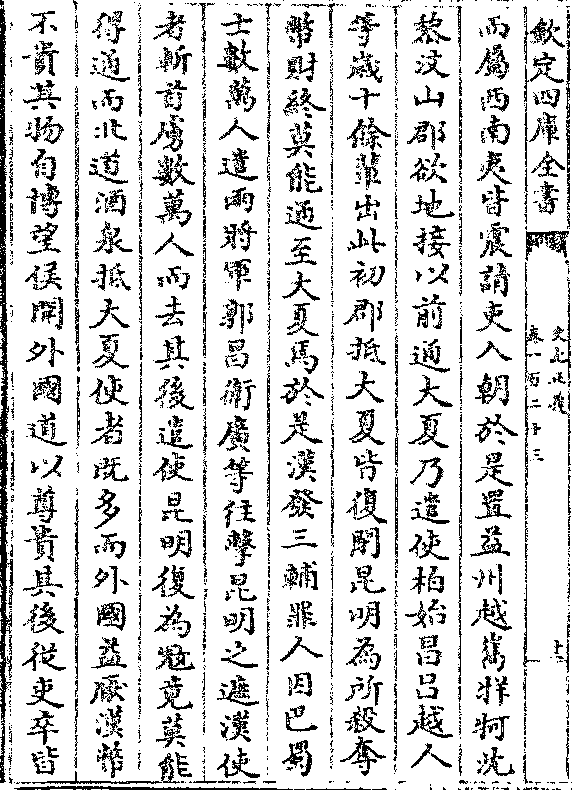 欽定四庫全書
史記正義
卷一百二十三
十一
而屬西南夷皆震請吏入朝於是置益州越嶲牂牁沈
黎汶山郡欲地接以前通大夏乃遣使柏始昌吕越人
等歲十餘輩出此初郡抵大夏皆復閉昆明為所殺奪
幣財終莫能通至大夏焉於是漢發三輔罪人因巴蜀
士數萬人遣兩將軍郭昌衛廣等往擊昆明之遮漢使
者斬首虜數萬人而去其後遣使昆明復為冦竟莫能
得通而北道酒泉抵大夏使者既多而外國益厭漢幣
不貴其物自博望侯開外國道以尊貴其後從吏卒皆